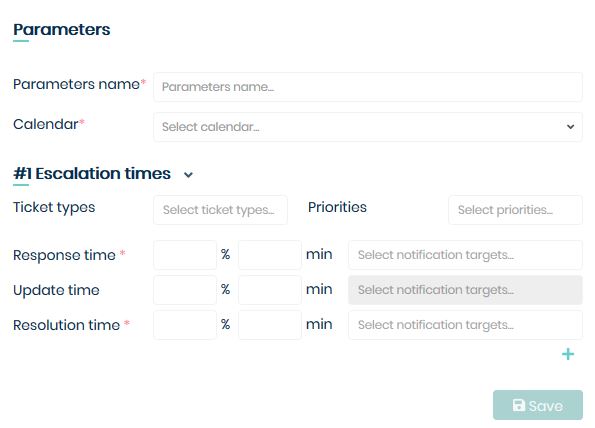 Parameters
Parameters name* Parameters name...
Calendar* Select calendar...
#1 Escalation times
Ticket types Select ticket types... Priorities Select priorities...
Response time * % min Select notification targets...
Update time % min Select notification targets...
Resolution time * % min Select notification targets...
+
Save